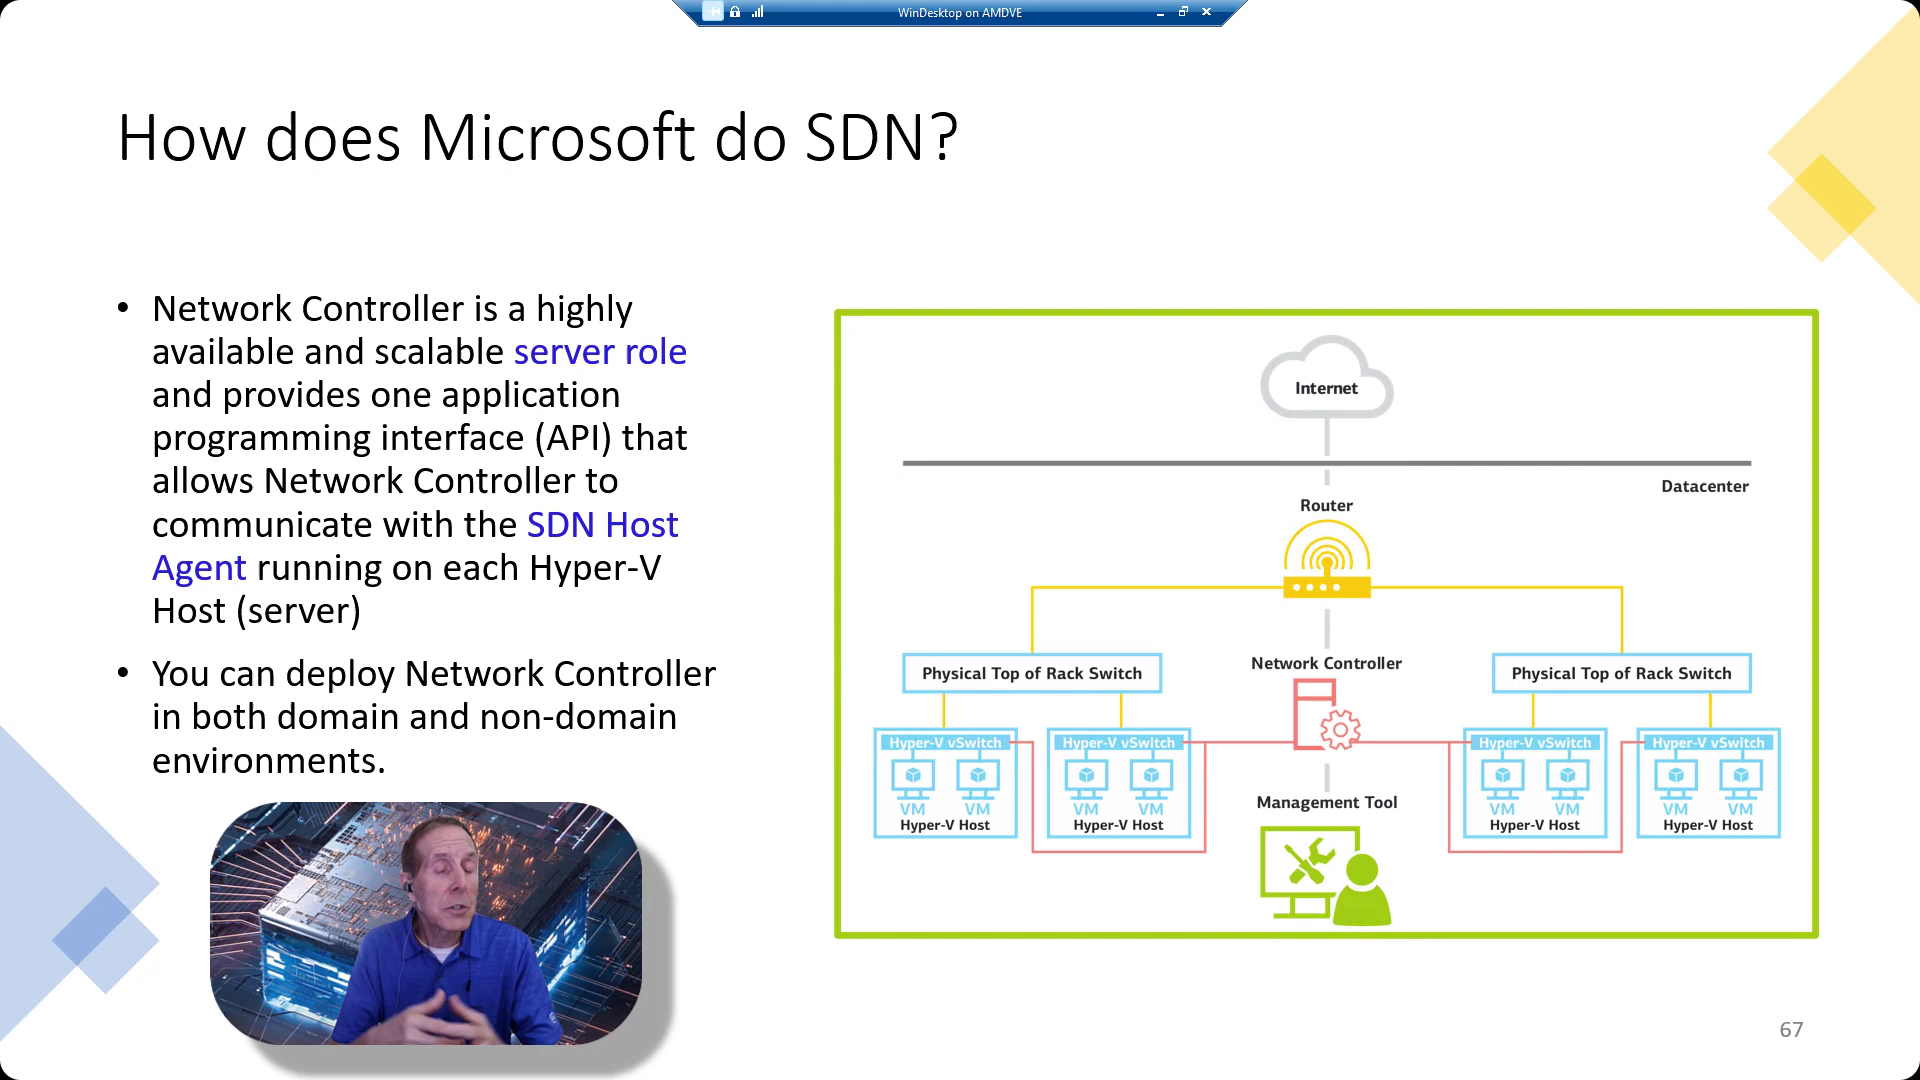 WinDesktop on AMDVE
How does Microsoft do SDN?
• Network Controller is a highly
available and scalable server role
and provides one application
programming interface (API) that
allows Network Controller to
communicate with the SDN Host
Agent running on each Hyper-V
Host (server)
• You can deploy Network Controller
in both domain and non-domain
environments.
Internet
Datacenter
Router
Network Controller
Physical Top of Rack Switch
Physical Top of Rack Switch
Hyper-V vSwitch
VM VM
Hyper-V Host
Hyper-V vSwitch
VM VM
Hyper-V Host
Hyper-V vSwitch
VM VM
Hyper-V Host
Hyper-V vSwitch
VM VM
Hyper-V Host
Management Tool
67